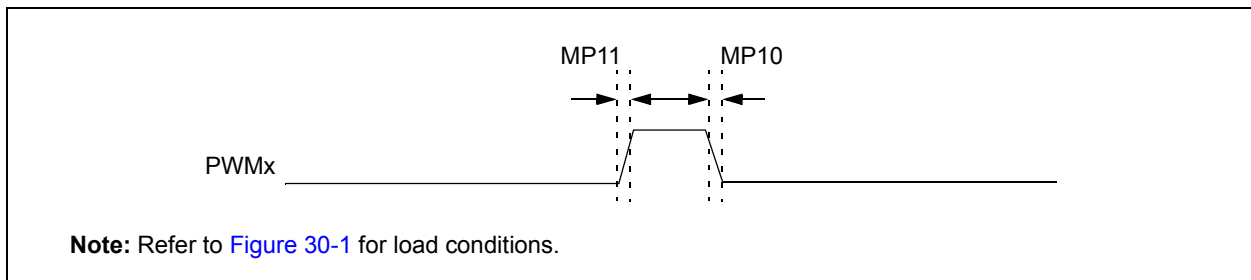 MP11 MP10
PWMx
Note: Refer to Figure 30-1 for load conditions.